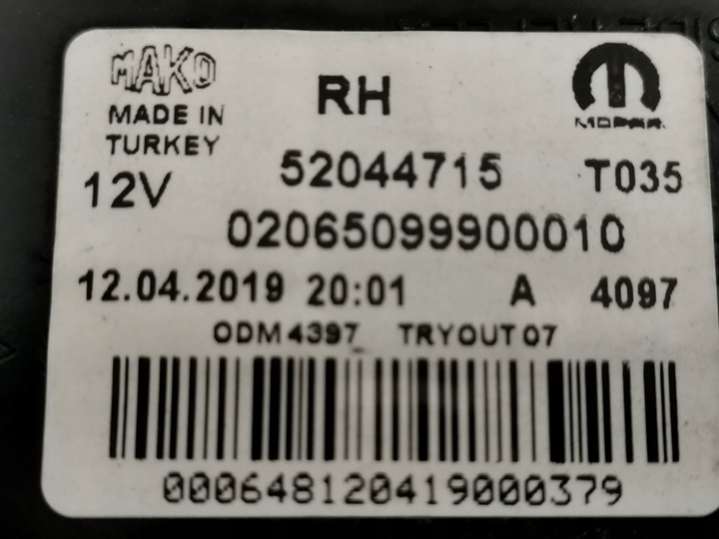 MAKO
RH
MOPAR
MADE IN
TURKEY
52044715
T035
12V
02065099900010
12.04.2019 20:01 A 4097
ODM4397_ TRYOUT07
000648120419000379